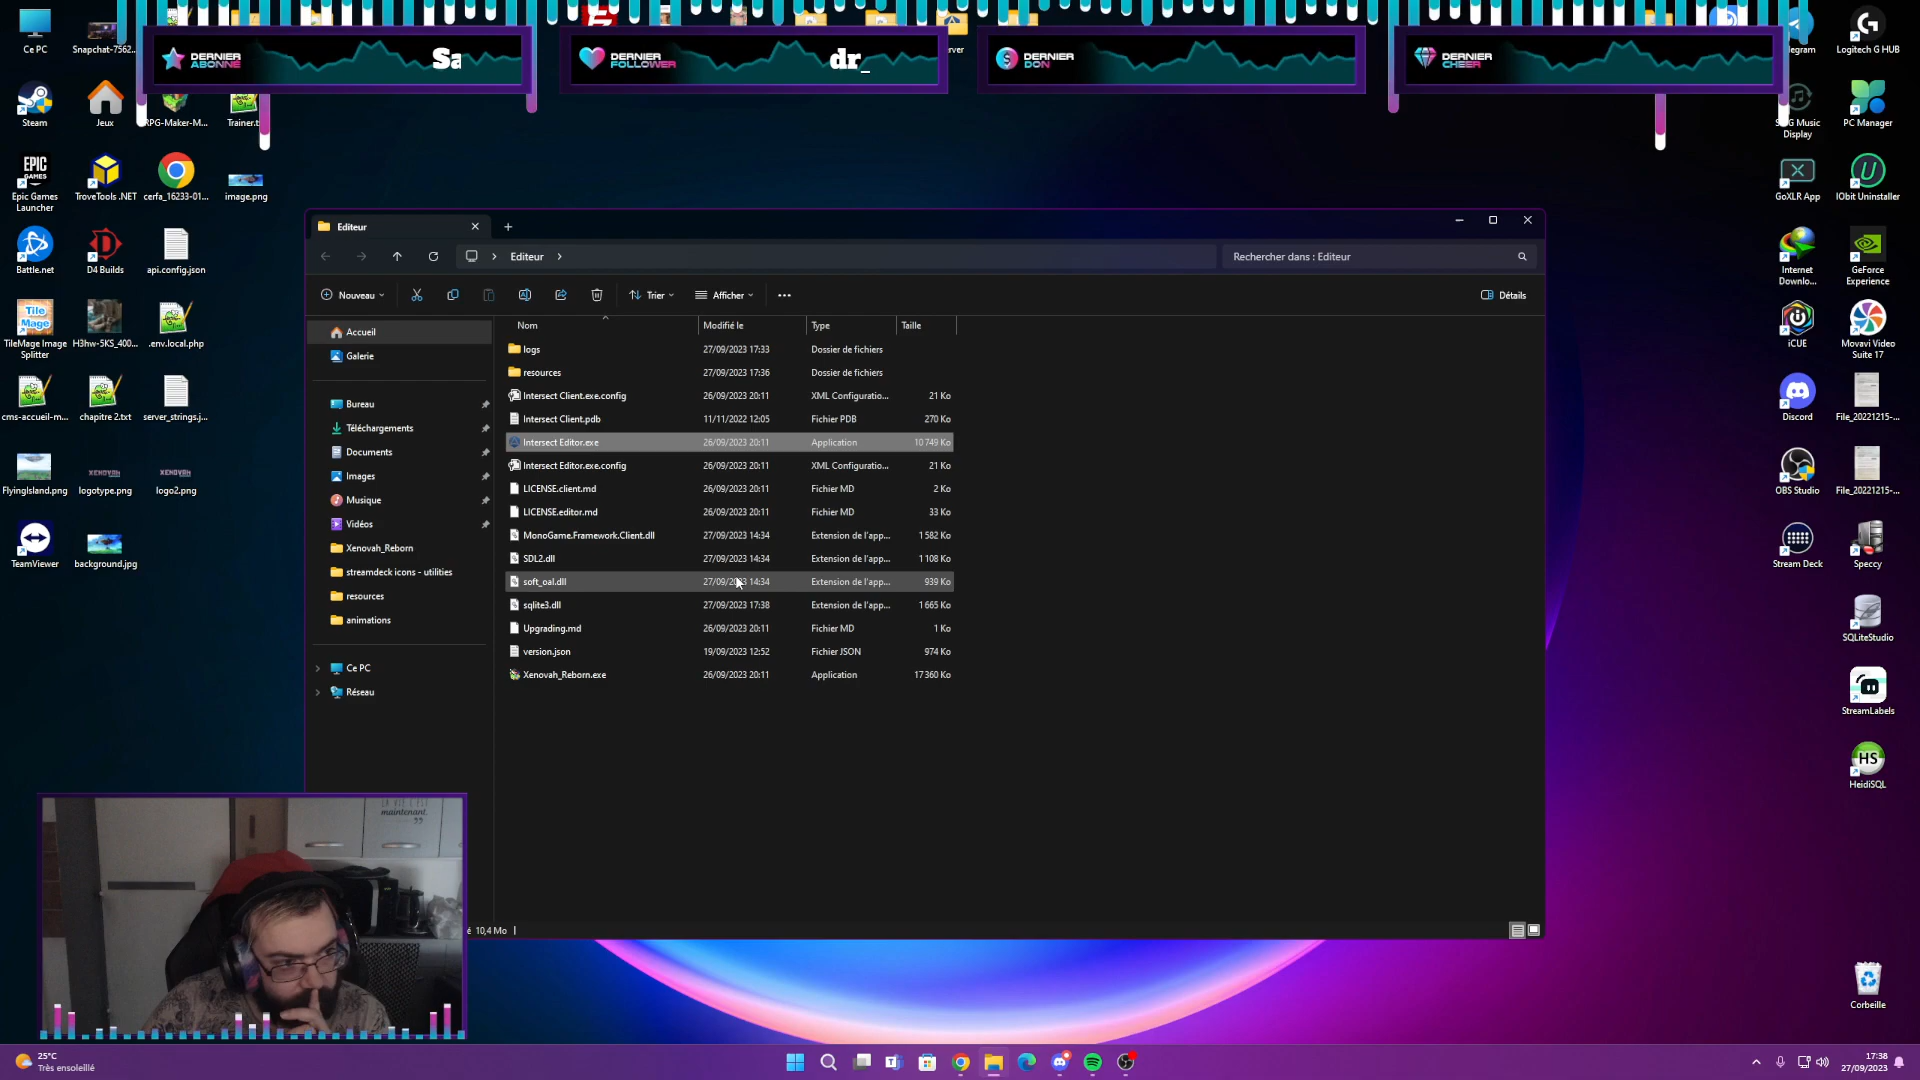 Ce PC
Snapchat-7562...
DERNIER
ABONNÉ
Sa
DERNIER
FOLLOWER
dr_
DERNIER
DON
DERNIER
CHEER
Logitech G HUB
Steam
Jeux
RPG-Maker-M...
Music
Display
PC Manager
EPIC
GAMES
Epic Games
Launcher
TroveTools .NET
cerfa_16233-01...
image.png
GoXLR App
IObit Uninstaller
Battle.net
D4 Builds
api.config.json
Internet
Downlo...
GeForce
Experience
Tile
Mage
TileMage Image
Splitter
H3hw-5KS_400...
.env.local.php
iCUE
Movavi Video
Suite 17
cms-accueil-m...
chapitre 2.txt
server_strings.j...
Discord
File_20221215-...
FlyingIsland.png
logotype.png
logo2.png
OBS Studio
File_20221215-...
TeamViewer
background.jpg
Stream Deck
Speccy
SQLiteStudio
StreamLabels
HS
HeidiSQL
Corbeille
Editeur
Editeur
Rechercher dans : Editeur
Nouveau
Trier
Afficher
Détails
Accueil
Galerie
Bureau
Téléchargements
Documents
Images
Musique
Vidéos
Xenovah_Reborn
streamdeck icons - utilities
resources
animations
Ce PC
Réseau
Nom Modifié le Type Taille
logs 27/09/2023 17:33 Dossier de fichiers
resources 27/09/2023 17:36 Dossier de fichiers
Intersect Client.exe.config 26/09/2023 20:11 XML Configuratio... 21 Ko
Intersect Client.pdb 11/11/2022 12:05 Fichier PDB 270 Ko
Intersect Editor.exe 26/09/2023 20:11 Application 10 749 Ko
Intersect Editor.exe.config 26/09/2023 20:11 XML Configuratio... 21 Ko
LICENSE.client.md 26/09/2023 20:11 Fichier MD 2 Ko
LICENSE.editor.md 26/09/2023 20:11 Fichier MD 33 Ko
MonoGame.Framework.Client.dll 27/09/2023 14:34 Extension de l'app... 1 582 Ko
SDL2.dll 27/09/2023 14:34 Extension de l'app... 1 108 Ko
soft_oal.dll 27/09/2023 14:34 Extension de l'app... 939 Ko
sqlite3.dll 27/09/2023 17:38 Extension de l'app... 1 665 Ko
Upgrading.md 26/09/2023 20:11 Fichier MD 1 Ko
version.json 19/09/2023 12:52 Fichier JSON 974 Ko
Xenovah_Reborn.exe 26/09/2023 20:11 Application 17 360 Ko
10,4 Mo
LA VIE, C'EST
maintenant.
25°C
Très ensoleillé
17:38
27/09/2023